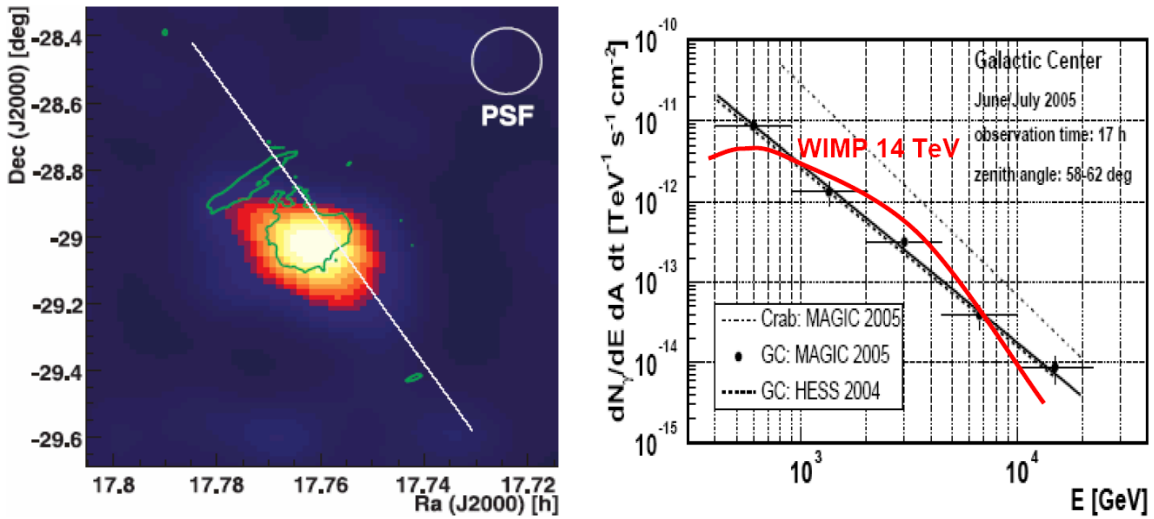 Dec (J2000) [deg]
-28.4
-28.6
-28.8
-29
-29.2
-29.4
-29.6
PSF
17.8
17.78
17.76
17.74
17.72
Ra (J2000) [h]
dNγ/dE dA dt [TeV⁻¹ s⁻¹ cm⁻²]
10⁻¹⁰
10⁻¹¹
10⁻¹²
10⁻¹³
10⁻¹⁴
10⁻¹⁵
Galactic Center
June/July 2005
observation time: 17 h
WIMP 14 TeV
zenith angle: 58-62 deg
Crab: MAGIC 2005
GC: MAGIC 2005
GC: HESS 2004
10³
10⁴
E [GeV]